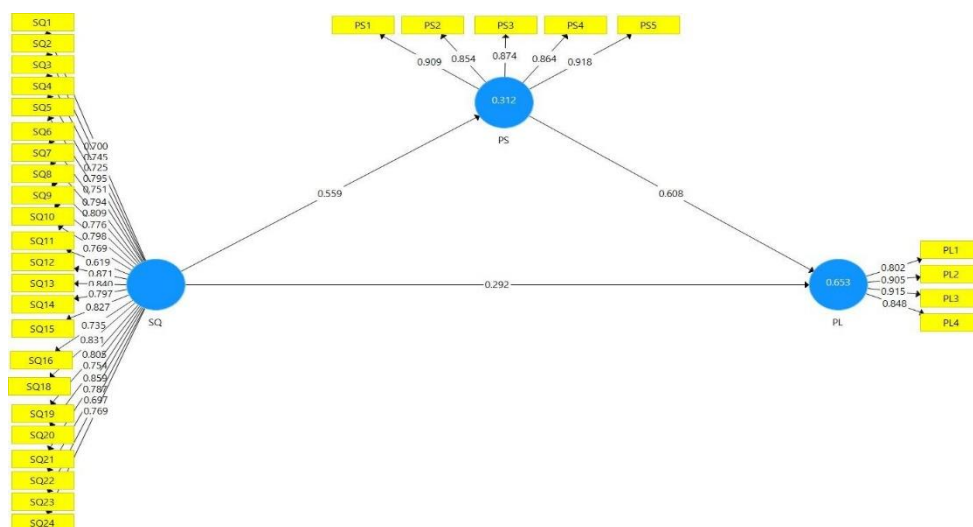 SQ1
SQ2
SQ3
SQ4
SQ5
SQ6
SQ7
SQ8
SQ9
SQ10
SQ11
SQ12
SQ13
SQ14
SQ15
SQ16
SQ18
SQ19
SQ20
SQ21
SQ22
SQ23
SQ24
0.700
0.745
0.725
0.795
0.751
0.794
0.809
0.776
0.798
0.769
0.619
0.871
0.840
0.797
0.827
0.735
0.831
0.805
0.754
0.859
0.787
0.697
0.769
SQ
PS1 PS2 PS3 PS4 PS5
0.909 0.854 0.874 0.864 0.918
0.312
PS
0.559
0.608
0.292
0.653
PL
0.802
0.905
0.915
0.848
PL1
PL2
PL3
PL4